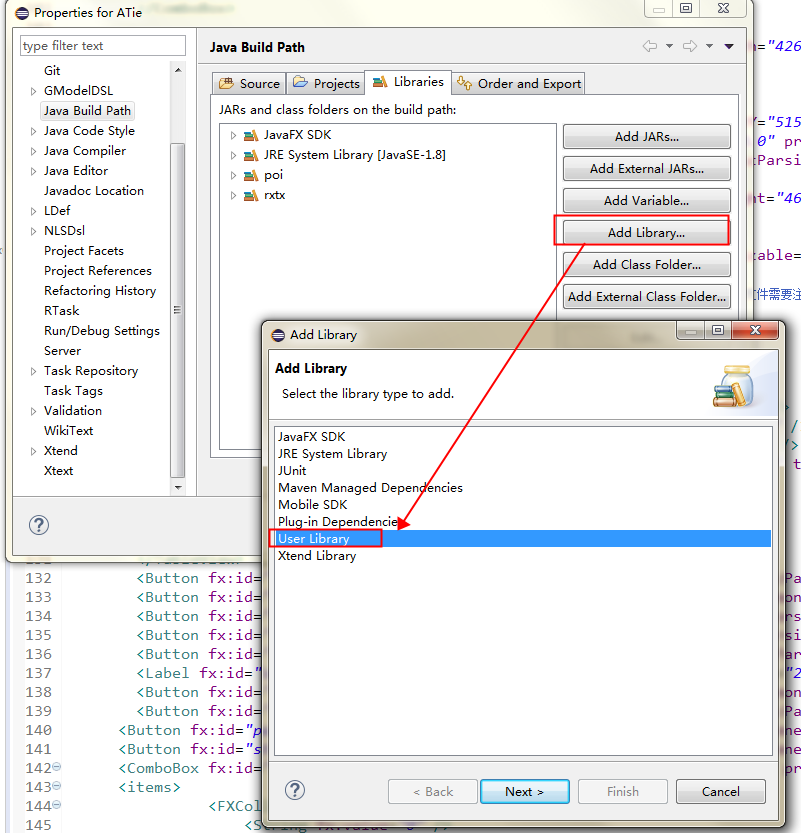 </ComboBox>
Properties for ATie
type filter text
Git
GModelDSL
Java Build Path
Java Code Style
Java Compiler
Java Editor
Javadoc Location
LDef
NLSDsl
Project Facets
Project References
Refactoring History
RTask
Run/Debug Settings
Server
Task Repository
Task Tags
Validation
WikiText
Xtend
Xtext
Java Build Path
Source Projects Libraries Order and Export
JARs and class folders on the build path:
JavaFX SDK
JRE System Library [JavaSE-1.8]
poi
rxtx
Add JARs...
Add External JARs...
Add Variable...
Add Library...
Add Class Folder...
Add External Class Folder...
="426
="515
0" pr
tParsi
nt="46
table=
件需要注
Add Library
Add Library
Select the library type to add.
JavaFX SDK
JRE System Library
JUnit
Maven Managed Dependencies
Mobile SDK
Plug-in Dependencie
User Library
Xtend Library
< Back
Next >
Finish
Cancel
132 <Button fx:id=
133 <Button fx:id=
134 <Button fx:id=
135 <Button fx:id=
136 <Button fx:id=
137 <Label fx:id="
138 <Button fx:id=
139 <Button fx:id=
140 <Button fx:id="p
141 <Button fx:id="s
142 <ComboBox fx:id=
143 <items>
144 <FXCol
145 <String fx:value="6" />